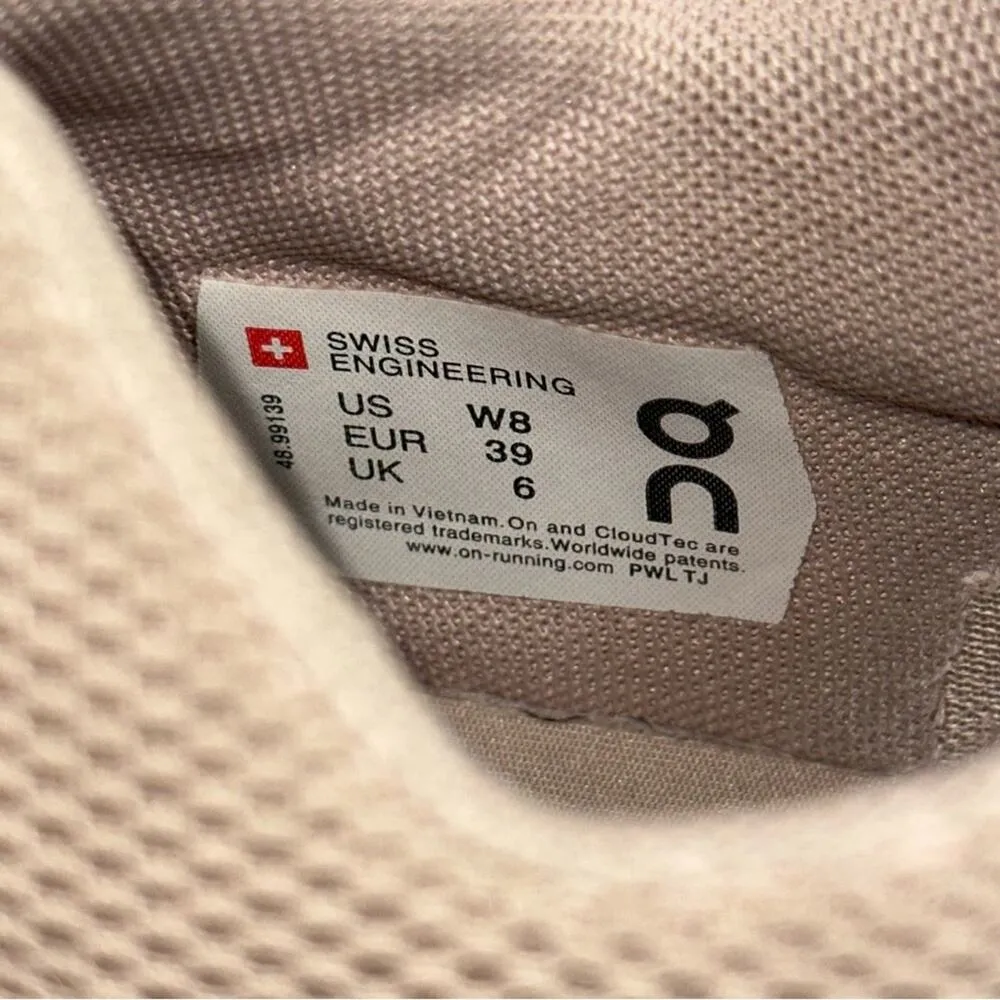 SWISS
ENGINEERING
US W8
EUR 39
UK 6
48.99139
Made in Vietnam. On and CloudTec are
registered trademarks. Worldwide patents.
www.on-running.com PWL TJ
On